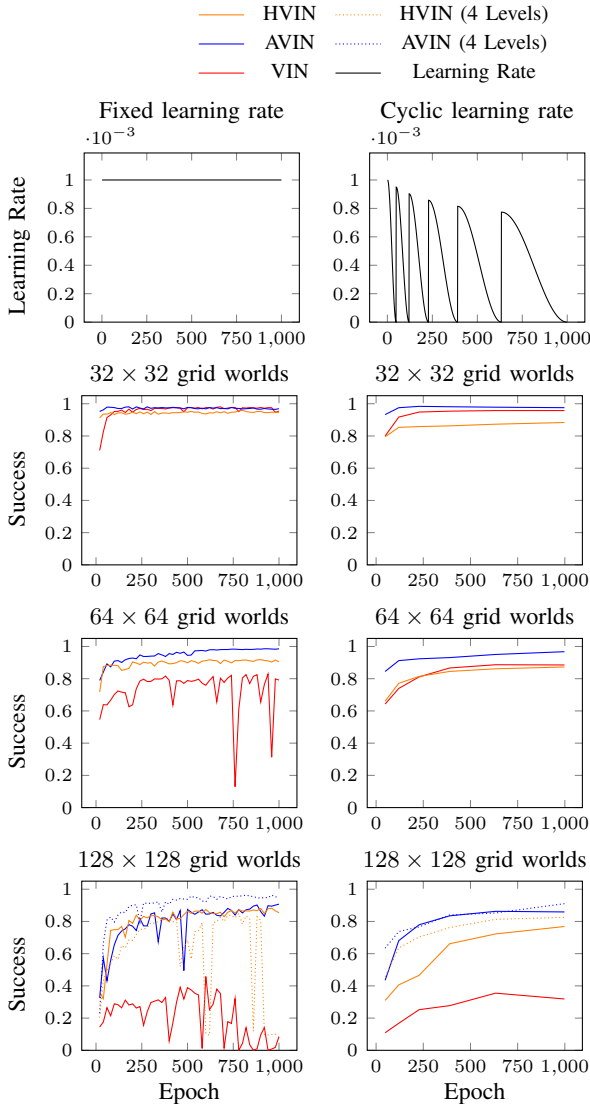 HVIN HVIN (4 Levels)
AVIN AVIN (4 Levels)
VIN Learning Rate
Fixed learning rate Cyclic learning rate
·10−3 ·10−3
1 1
0.8 0.8
0.6 0.6
0.4 0.4
0.2 0.2
0 0
Learning Rate
0 250 500 750 1,000 0 250 500 750 1,000
32 × 32 grid worlds 32 × 32 grid worlds
1 1
0.8 0.8
0.6 0.6
0.4 0.4
0.2 0.2
0 0
Success
0 250 500 750 1,000 0 250 500 750 1,000
64 × 64 grid worlds 64 × 64 grid worlds
1 1
0.8 0.8
0.6 0.6
0.4 0.4
0.2 0.2
0 0
Success
0 250 500 750 1,000 0 250 500 750 1,000
128 × 128 grid worlds 128 × 128 grid worlds
1 1
0.8 0.8
0.6 0.6
0.4 0.4
0.2 0.2
0 0
Success
0 250 500 750 1,000 0 250 500 750 1,000
Epoch Epoch